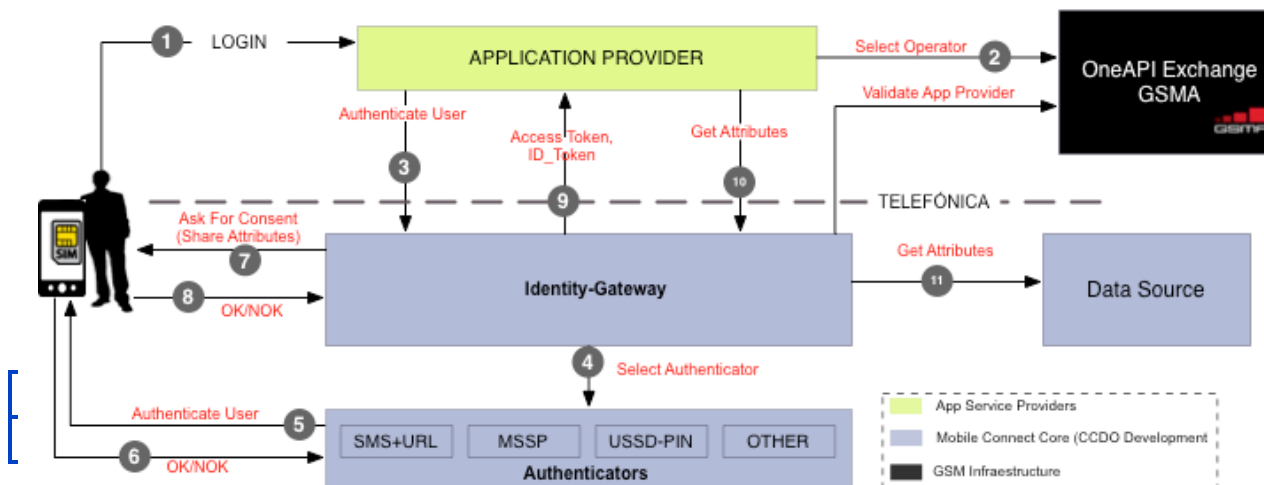 1 LOGIN
APPLICATION PROVIDER
Select Operator 2
OneAPI Exchange
GSMA
Validate App Provider
GSMA
Authenticate User
3
Access Token,
ID_Token
9
Get Attributes
10
TELEFÓNICA
SIM
Ask For Consent
(Share Attributes)
7
8
OK/NOK
Identity-Gateway
Get Attributes
11
Data Source
4
Select Authenticator
Authenticate User 5
6
OK/NOK
SMS+URL MSSP USSD-PIN OTHER
Authenticators
App Service Providers
Mobile Connect Core (CCDO Development
GSM Infraestructure